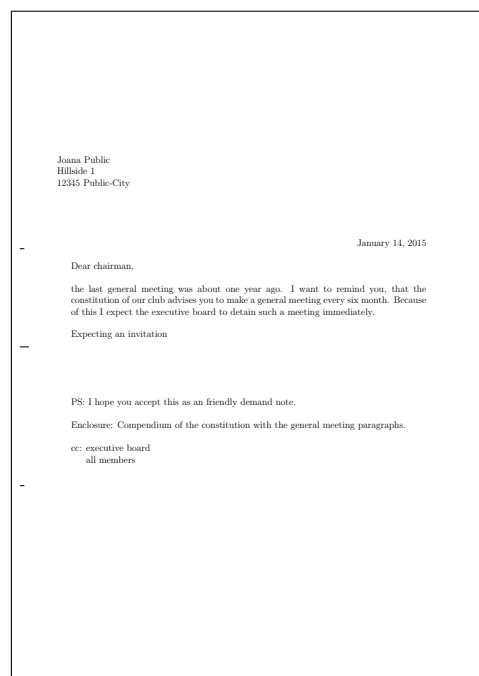 Joana Public
Hillside 1
12345 Public-City
January 14, 2015
Dear chairman,
the last general meeting was about one year ago. I want to remind you, that the
constitution of our club advises you to make a general meeting every six month. Because
of this I expect the executive board to detain such a meeting immediately.
Expecting an invitation
PS: I hope you accept this as an friendly demand note.
Enclosure: Compendium of the constitution with the general meeting paragraphs.
cc: executive board
all members